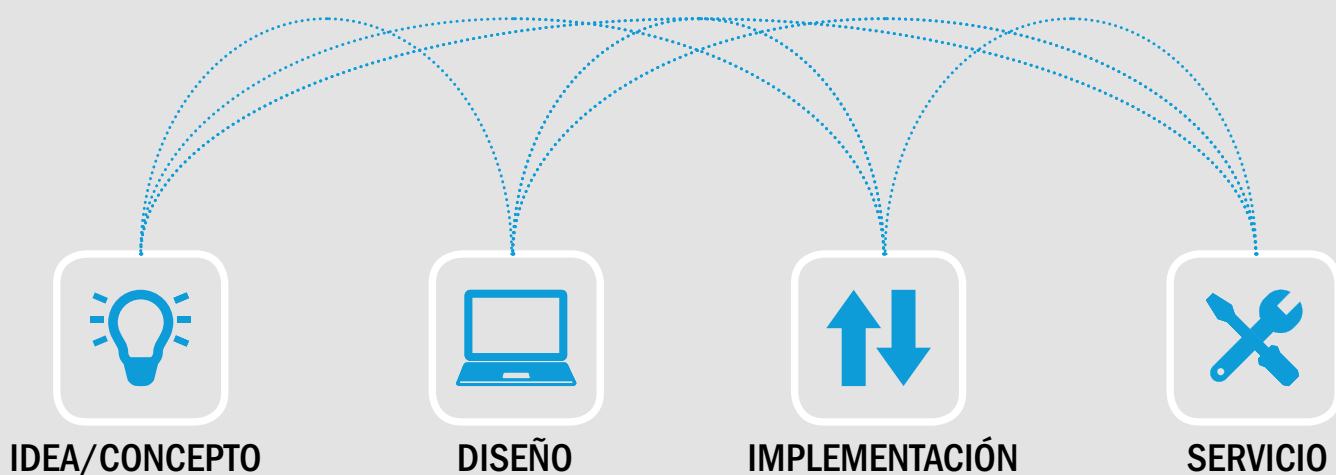 IDEA/CONCEPTO
DISEÑO
IMPLEMENTACIÓN
SERVICIO